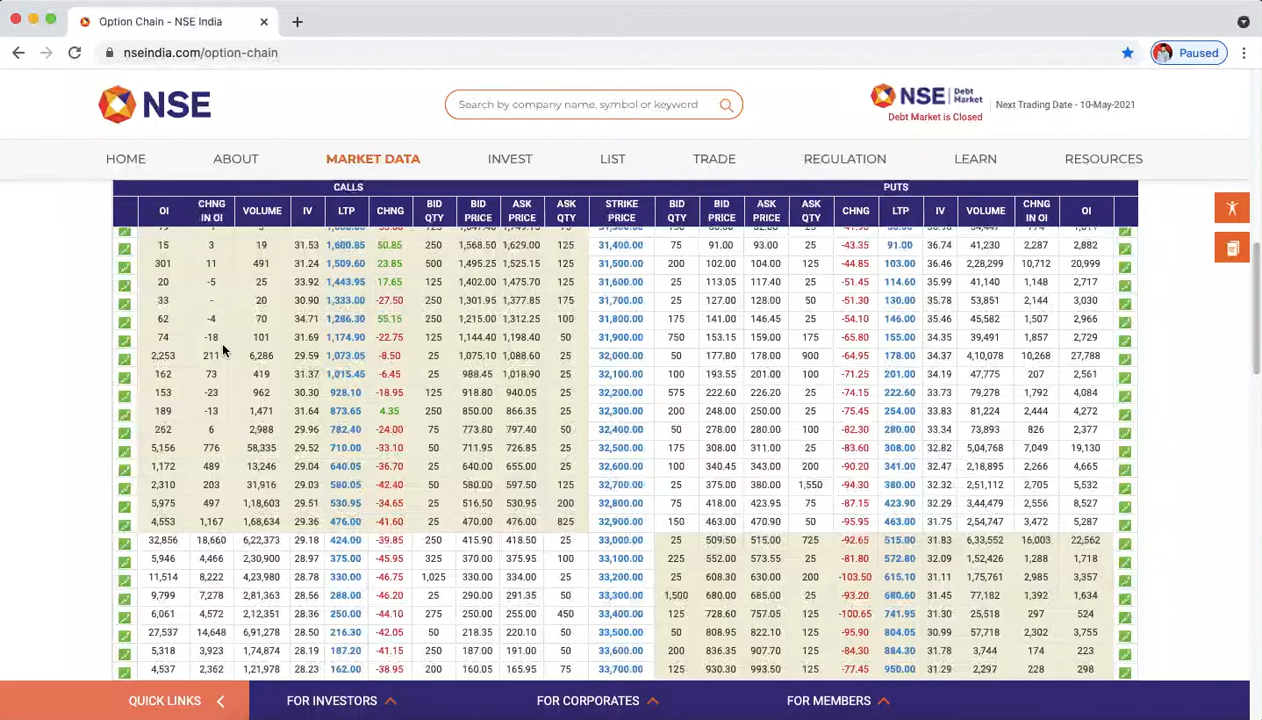 Option Chain - NSE India
nseindia.com/option-chain
Paused
NSE
Search by company name, symbol or keyword
NSE Debt Market
Next Trading Date - 10-May-2021
Debt Market is Closed
HOME ABOUT MARKET DATA INVEST LIST TRADE REGULATION LEARN RESOURCES
CALLS PUTS
OI CHNG IN OI VOLUME IV LTP CHNG BID QTY BID PRICE ASK PRICE ASK QTY STRIKE PRICE BID QTY BID PRICE ASK PRICE ASK QTY CHNG LTP IV VOLUME CHNG IN OI OI
15 3 19 31.53 1,600.85 50.85 250 1,568.50 1,629.00 125 31,400.00 75 91.00 93.00 25 -43.35 91.00 36.74 41,230 2,287 2,882
301 11 491 31.24 1,509.60 23.85 500 1,495.25 1,525.15 125 31,500.00 200 102.00 104.00 125 -44.85 103.00 36.46 2,28,299 10,712 20,999
20 -5 25 33.92 1,443.95 17.65 125 1,402.00 1,475.70 125 31,600.00 25 113.05 117.40 25 -51.45 114.60 35.99 41,140 1,148 2,717
33 - 20 30.90 1,333.00 -27.50 250 1,301.95 1,377.85 175 31,700.00 25 127.00 128.00 50 -51.30 130.00 35.78 53,851 2,144 3,030
62 -4 70 34.71 1,286.30 55.15 250 1,215.00 1,312.25 100 31,800.00 175 141.00 146.45 25 -54.10 146.00 35.46 45,582 1,507 2,966
74 -18 101 31.69 1,174.90 -22.75 125 1,144.40 1,198.40 50 31,900.00 750 153.15 159.00 175 -65.80 155.00 34.35 39,491 1,857 2,729
2,253 211 6,286 29.59 1,073.05 -8.50 25 1,075.10 1,088.60 25 32,000.00 50 177.80 178.00 900 -64.95 178.00 34.37 4,10,078 10,268 27,788
162 73 419 31.37 1,015.45 -6.45 125 988.45 1,018.90 25 32,100.00 100 193.55 201.00 100 -71.25 201.00 34.19 47,775 207 2,561
153 -23 962 30.30 928.10 -18.95 125 918.80 940.05 25 32,200.00 575 222.60 226.20 25 -74.15 222.60 33.73 79,278 1,792 4,084
189 -13 1,471 31.64 873.65 4.35 250 850.00 866.35 25 32,300.00 200 248.00 250.00 25 -75.45 254.00 33.83 81,224 2,444 4,272
262 6 2,988 29.96 782.40 -24.00 75 773.80 797.40 50 32,400.00 50 278.00 280.00 100 -82.30 280.00 33.34 73,893 826 2,377
5,156 776 58,335 29.52 710.00 -33.10 50 711.95 726.85 25 32,500.00 175 308.00 311.00 25 -83.60 308.00 32.82 5,04,768 7,049 19,130
1,172 489 13,246 29.04 640.05 -36.70 25 640.00 655.00 25 32,600.00 100 340.45 343.00 200 -90.20 341.00 32.47 2,18,895 2,266 4,665
2,310 203 31,916 29.03 580.05 -42.40 25 580.00 597.50 125 32,700.00 25 375.00 380.00 1,550 -94.30 380.00 32.32 2,51,112 2,705 5,532
5,975 497 1,18,603 29.51 530.95 -34.65 25 516.50 530.95 200 32,800.00 75 418.00 423.95 75 -87.15 423.90 32.29 3,44,479 2,556 8,527
4,553 1,167 1,68,634 29.36 476.00 -41.60 25 470.00 476.00 825 32,900.00 150 463.00 470.90 50 -95.95 463.00 31.75 2,54,747 3,472 5,287
32,856 18,660 6,22,373 29.18 424.00 -39.85 325 415.90 418.50 25 33,000.00 25 509.50 515.00 725 -92.65 515.00 31.83 6,33,552 16,003 22,562
5,946 4,466 2,30,900 28.97 375.00 -45.95 325 375.00 375.95 100 33,100.00 225 552.00 573.55 25 -81.80 572.80 32.09 1,52,426 1,288 1,718
11,514 8,222 4,23,980 28.78 330.00 -46.75 1,025 330.00 334.00 25 33,200.00 25 608.30 630.00 200 -103.50 615.10 31.11 1,75,761 2,985 3,357
9,799 7,278 2,81,363 28.56 288.00 -46.20 25 290.00 291.35 50 33,300.00 1,500 680.00 685.00 25 -93.20 680.60 31.45 77,182 1,392 1,634
6,061 4,572 2,12,351 28.36 250.00 -44.10 275 250.00 255.00 450 33,400.00 125 728.60 757.05 125 -100.65 741.95 31.30 25,518 297 524
27,537 14,648 6,91,278 28.50 216.30 -42.05 50 218.35 220.10 50 33,500.00 50 808.95 822.10 125 -95.90 804.05 30.99 57,718 2,302 3,755
5,318 3,923 1,74,874 28.19 187.20 -41.15 25 187.00 191.00 50 33,600.00 200 836.35 907.70 125 -84.30 884.30 31.78 3,744 174 223
4,537 2,362 1,21,978 28.23 162.00 -38.95 200 160.05 165.95 75 33,700.00 125 930.30 993.50 125 -77.45 950.00 31.29 2,297 228 298
QUICK LINKS FOR INVESTORS FOR CORPORATES FOR MEMBERS